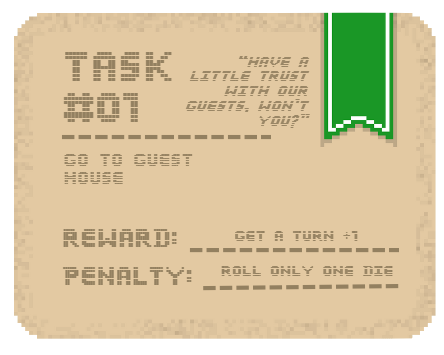 TASK
#01
"HAVE A
LITTLE TRUST
WITH OUR
GUESTS, WON'T
YOU?"
GO TO GUEST
HOUSE
REWARD: GET A TURN +1
PENALTY: ROLL ONLY ONE DIE